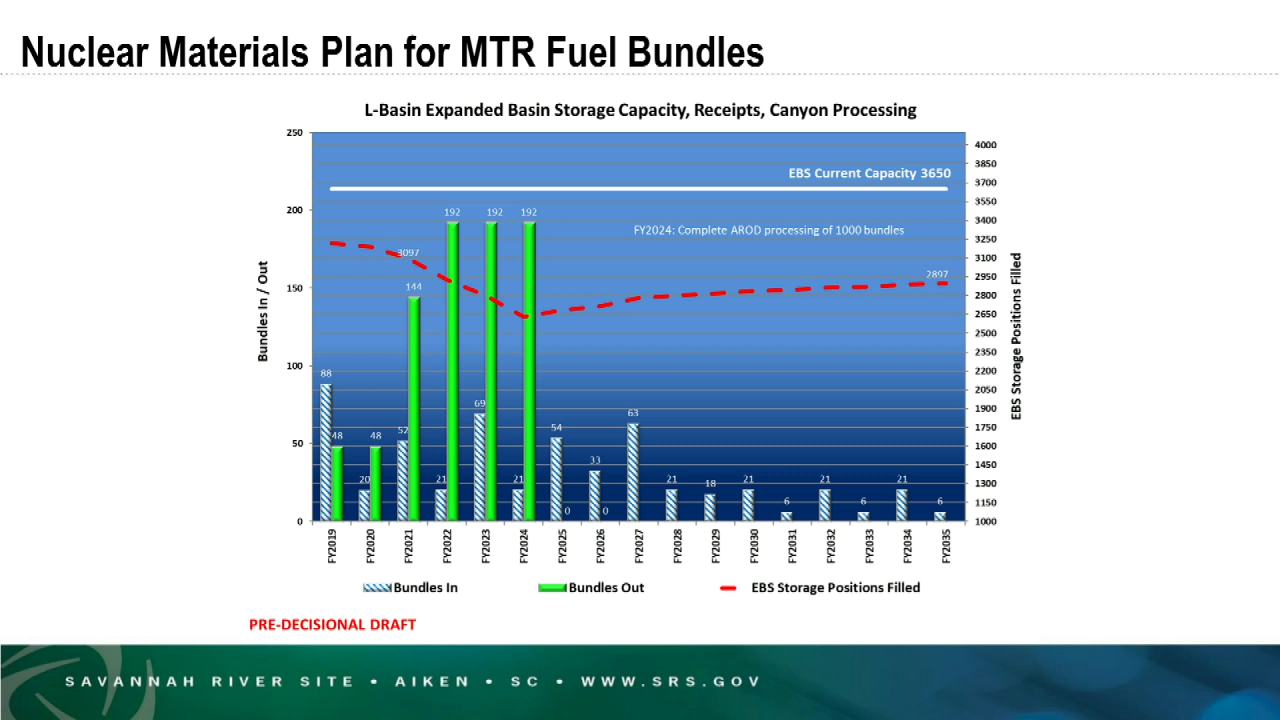 Nuclear Materials Plan for MTR Fuel Bundles
L-Basin Expanded Basin Storage Capacity, Receipts, Canyon Processing
Bundles In / Out
250
200
150
100
50
0
EBS Current Capacity 3650
FY2024: Complete AROD processing of 1000 bundles
3097
2897
88
48
20
48
52
144
21
192
69
192
21
192
54
0
33
0
63
21
18
21
6
21
6
21
6
4000
3850
3700
3550
3400
3250
3100
2950
2800
2650
2500
2350
2200
2050
1900
1750
1600
1450
1300
1150
1000
EBS Storage Positions Filled
FY2019
FY2020
FY2021
FY2022
FY2023
FY2024
FY2025
FY2026
FY2027
FY2028
FY2029
FY2030
FY2031
FY2032
FY2033
FY2034
FY2035
Bundles In
Bundles Out
EBS Storage Positions Filled
PRE-DECISIONAL DRAFT
SAVANNAH RIVER SITE • AIKEN • SC • WWW.SRS.GOV